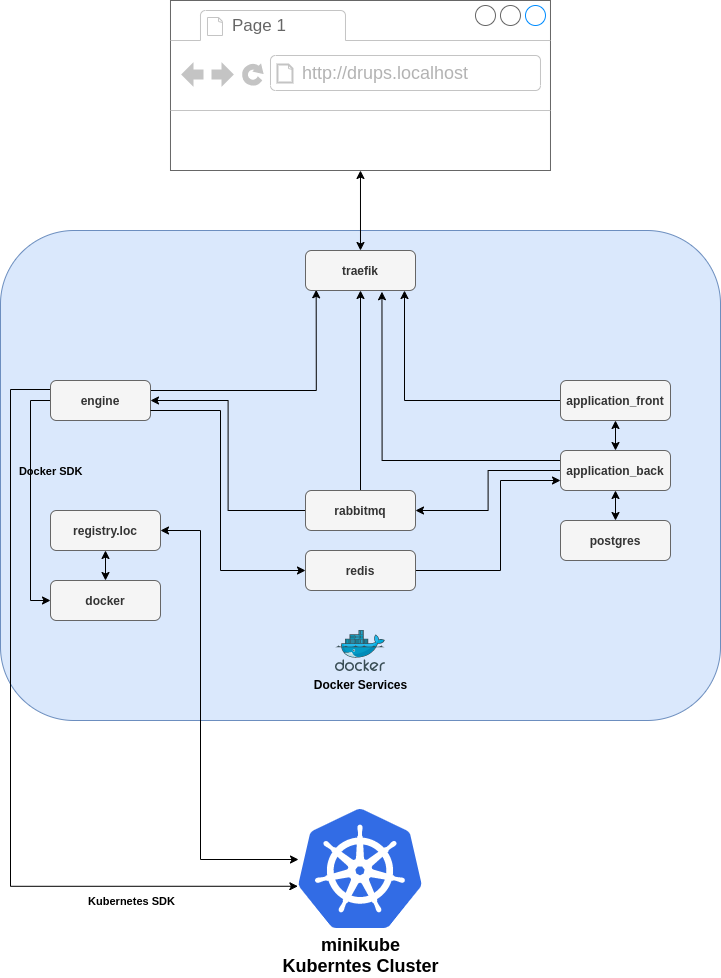 Page 1
http://drups.localhost
traefik
engine
application_front
Docker SDK
application_back
rabbitmq
registry.loc
postgres
redis
docker
docker
Docker Services
Kubernetes SDK
minikube
Kuberntes Cluster